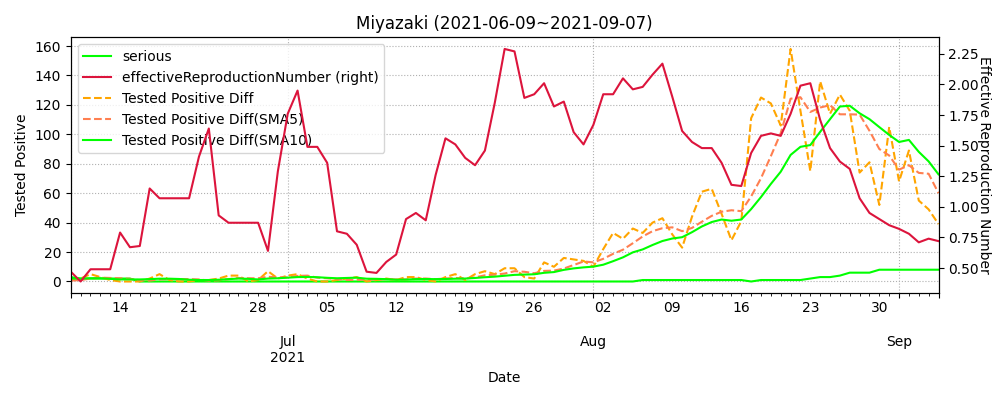 Miyazaki (2021-06-09~2021-09-07)
serious
effectiveReproductionNumber (right)
Tested Positive Diff
Tested Positive Diff(SMA5)
Tested Positive Diff(SMA10)
Tested Positive
160
140
120
100
80
60
40
20
0
2.25
2.00
1.75
1.50
1.25
1.00
0.75
0.50
Effective Reproduction Number
14 21 28 05 12 19 26 02 09 16 23 30
Jul Aug Sep
2021
Date